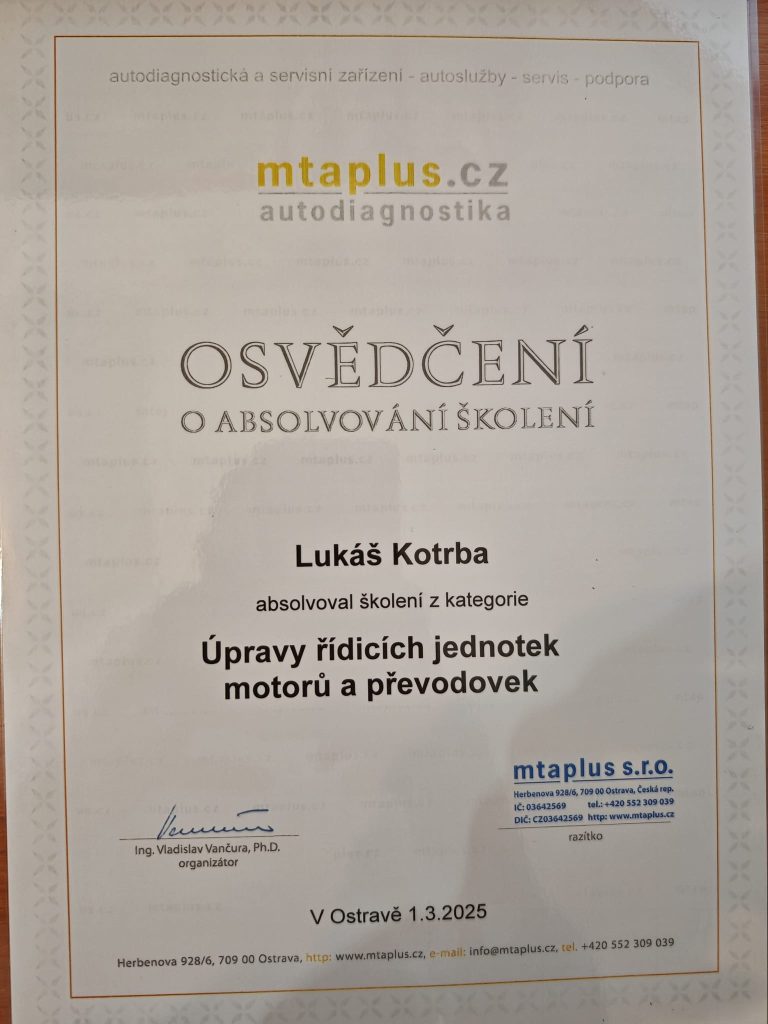 autodiagnostická a servisní zařízení - autoslužby - servis - podpora
mtaplus.cz
autodiagnostika
OSVĚDČENÍ
O ABSOLVOVÁNÍ ŠKOLENÍ
Lukáš Kotrba
absolvoval školení z kategorie
Úpravy řídicích jednotek
motorů a převodovek
mtaplus s.r.o.
Herbenova 928/6, 709 00 Ostrava, Česká rep.
IČ: 03642569 tel.: +420 552 309 039
DIČ: CZ03642569 http: www.mtaplus.cz
razítko
Ing. Vladislav Vančura, Ph.D.
organizátor
V Ostravě 1.3.2025
Herbenova 928/6, 709 00 Ostrava, http: www.mtaplus.cz, e-mail: info@mtaplus.cz, tel. +420 552 309 039